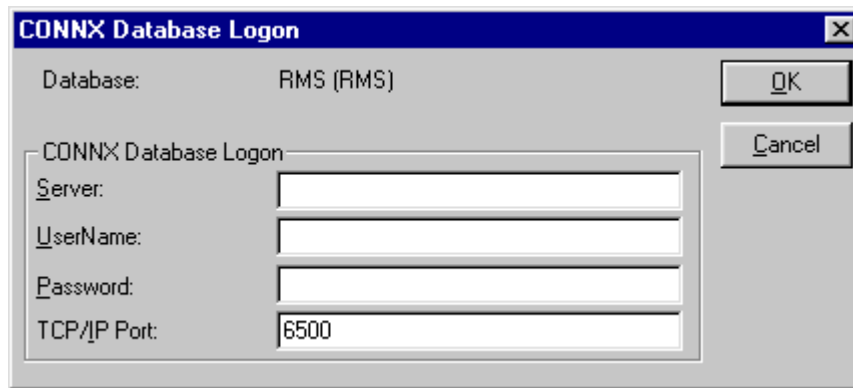 CONNX Database Logon
Database: RMS (RMS)
OK
Cancel
CONNX Database Logon
Server:
UserName:
Password:
TCP/IP Port: 6500